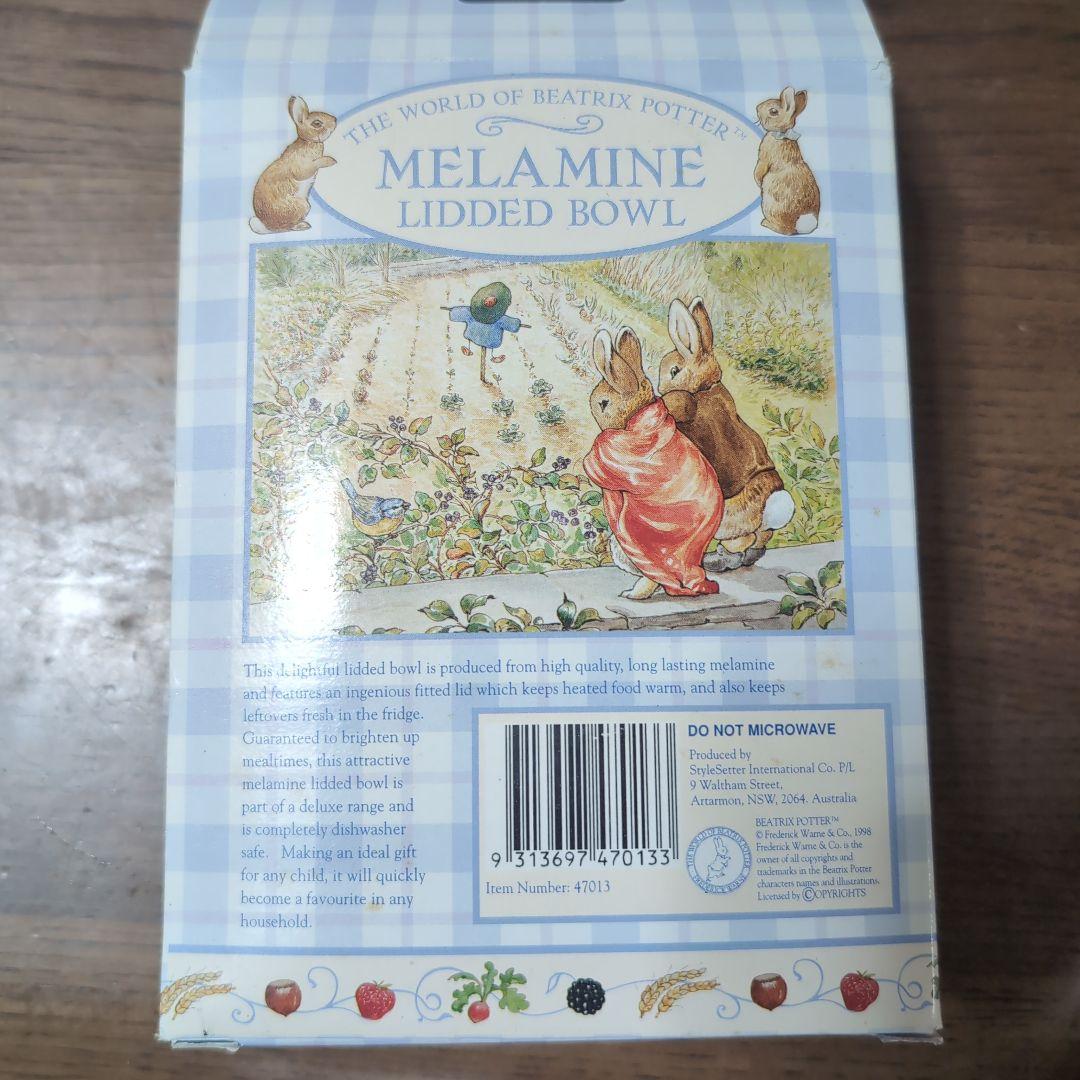 THE WORLD OF BEATRIX POTTER™
MELAMINE
LIDDED BOWL
This delightful lidded bowl is produced from high quality, long lasting melamine
and features an ingenious fitted lid which keeps heated food warm, and also keeps
leftovers fresh in the fridge.
Guaranteed to brighten up
mealtimes, this attractive
melamine lidded bowl is
part of a deluxe range and
is completely dishwasher
safe. Making an ideal gift
for any child, it will quickly
become a favourite in any
household.
9 313697 470133
Item Number: 47013
DO NOT MICROWAVE
Produced by
StyleSetter International Co. P/L
9 Waltham Street,
Artarmon, NSW, 2064. Australia
THE WORLD OF BEATRIX POTTER
BEATRIX POTTER™
© Frederick Warne & Co., 1998
Frederick Warne & Co. is the
owner of all copyrights and
trademarks in the Beatrix Potter
characters names and illustrations.
Licensed by ©OPYRIGHTS